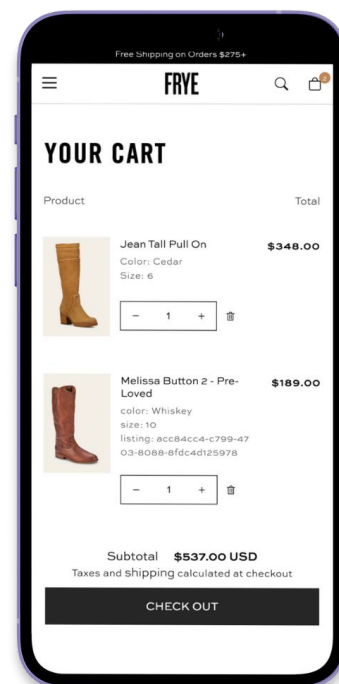 Free Shipping on Orders $275+
FRYE
2
YOUR CART
Product Total
Jean Tall Pull On $348.00
Color: Cedar
Size: 6
− 1 +
Melissa Button 2 - Pre- $189.00
Loved
color: Whiskey
size: 10
listing: acc84cc4-c799-47
03-8088-8fdc4d125978
− 1 +
Subtotal $537.00 USD
Taxes and shipping calculated at checkout
CHECK OUT